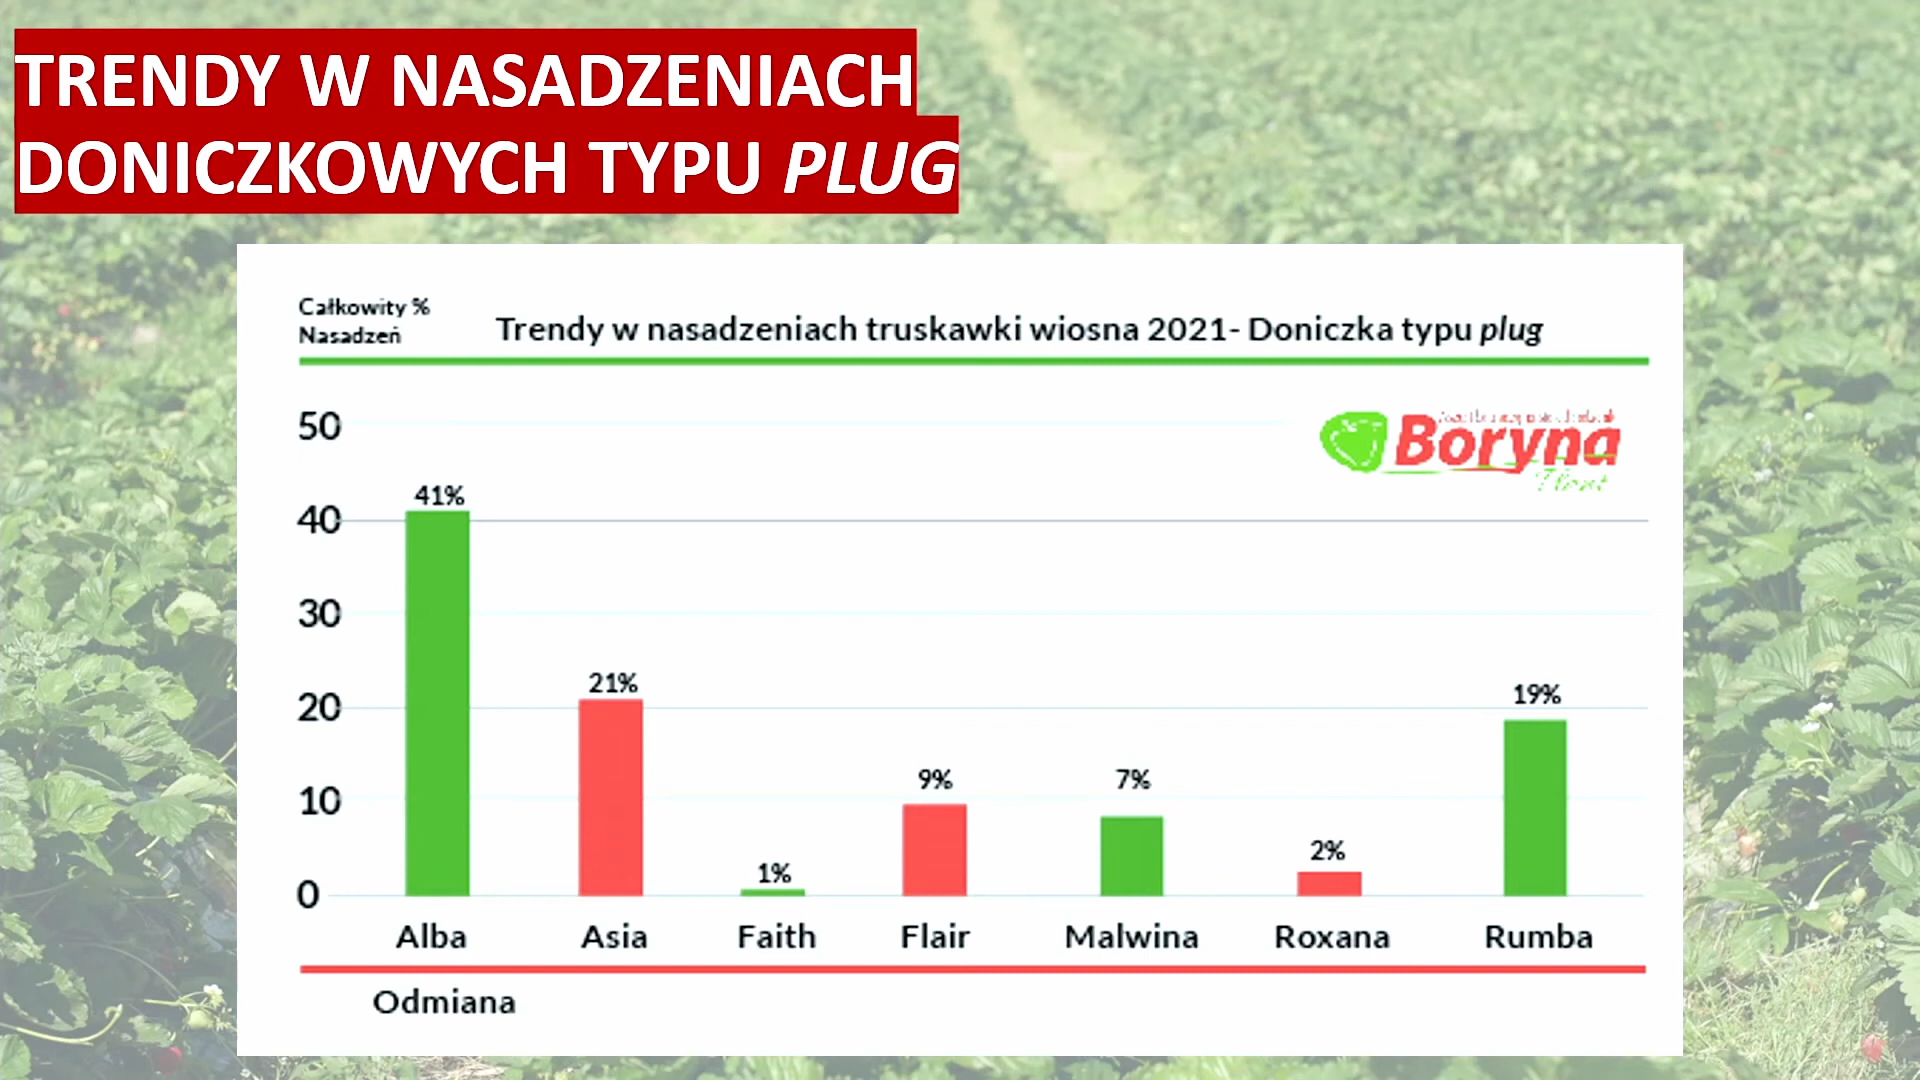 TRENDY W NASADZENIACH
DONICZKOWYCH TYPU PLUG
Całkowity %
Nasadzeń
Trendy w nasadzeniach truskawki wiosna 2021- Doniczka typu plug
50
40
30
20
10
0
Boryna
Plant
41%
21%
1%
9%
7%
2%
19%
Alba Asia Faith Flair Malwina Roxana Rumba
Odmiana